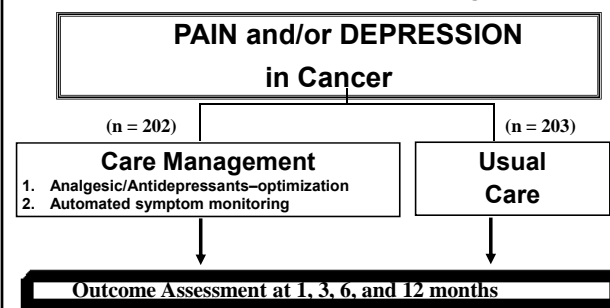 PAIN and/or DEPRESSION
in Cancer
(n = 202)
(n = 203)
Care Management
1. Analgesic/Antidepressants–optimization
2. Automated symptom monitoring
Usual
Care
Outcome Assessment at 1, 3, 6, and 12 months